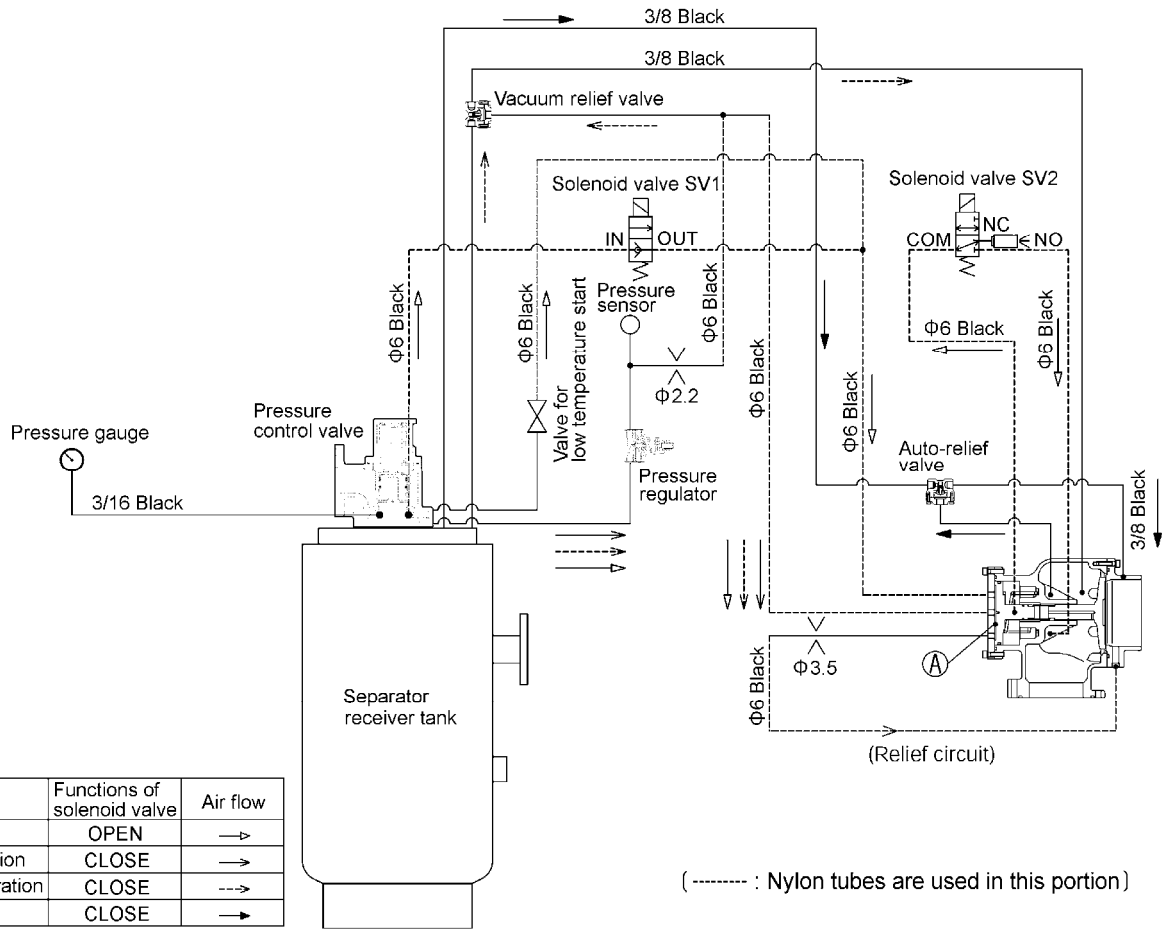 3/8 Black
3/8 Black
Vacuum relief valve
Solenoid valve SV1
Solenoid valve SV2
IN
OUT
COM
NC
NO
Pressure
sensor
Φ6 Black
Φ6 Black
Valve for
low temperature start
Φ6 Black
Φ6 Black
Φ6 Black
Φ6 Black
Φ6 Black
Φ2.2
Pressure
control valve
Pressure gauge
3/16 Black
Pressure
regulator
Auto-relief
valve
3/8 Black
A
Φ3.5
Φ6 Black
(Relief circuit)
Separator
receiver tank
Functions of
solenoid valve
Air flow
OPEN
ion CLOSE
ration CLOSE
CLOSE
( ------- : Nylon tubes are used in this portion)